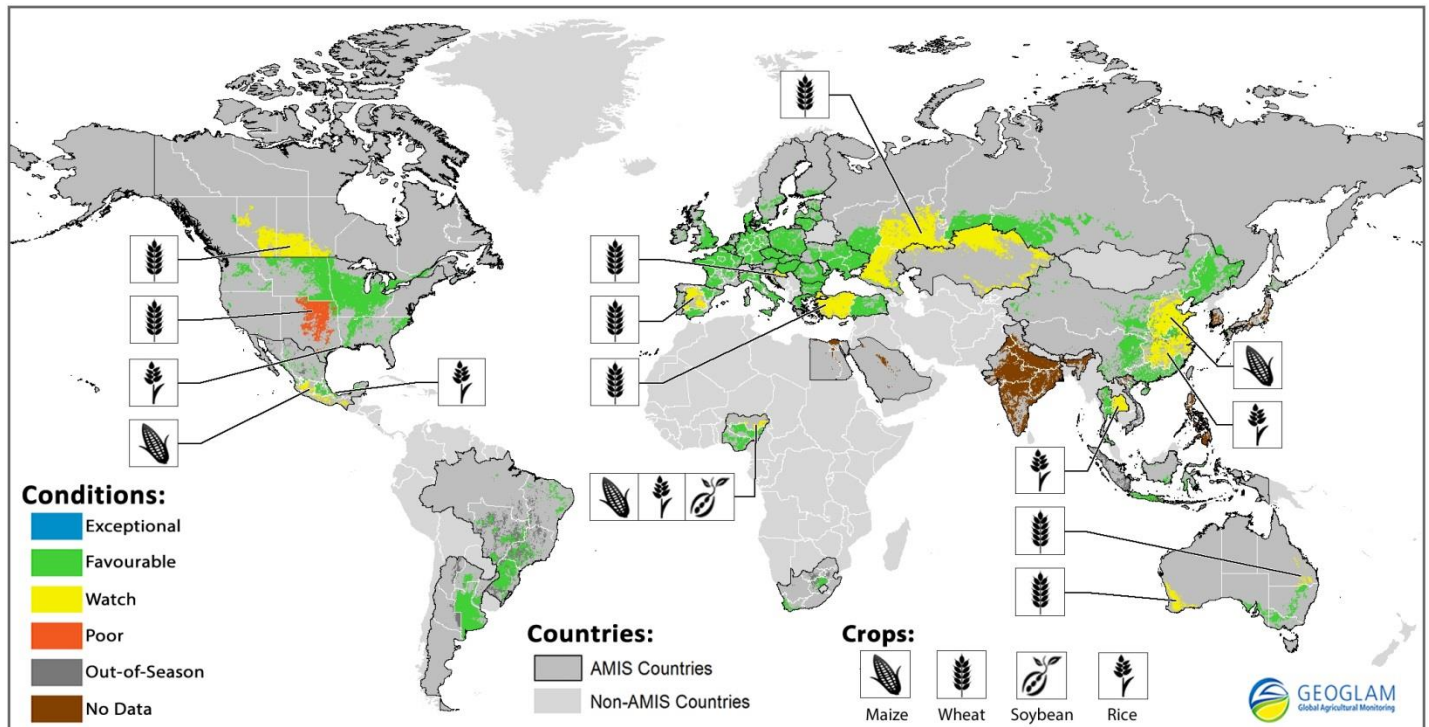 Conditions:
Exceptional
Favourable
Watch
Poor
Out-of-Season
No Data
Countries:
AMIS Countries
Non-AMIS Countries
Crops:
Maize
Wheat
Soybean
Rice
GEOGLAM
Global Agricultural Monitoring